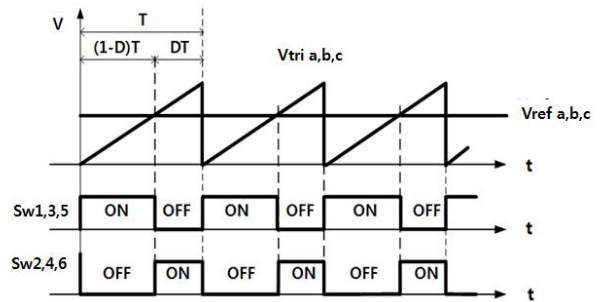 V
T
(1-D)T DT
Vtri a,b,c
Vref a,b,c
t
Sw1,3,5 ON OFF ON OFF ON OFF
t
Sw2,4,6 OFF ON OFF ON OFF ON
t